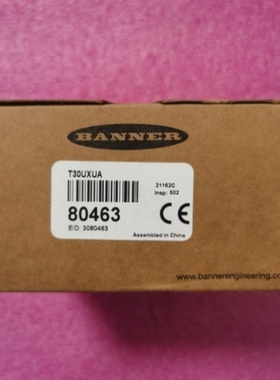 BANNER
T30UXUA
21162C
Insp: 502
80463
CE
EID: 3080463
Assembled in China
www.bannerengineering.com